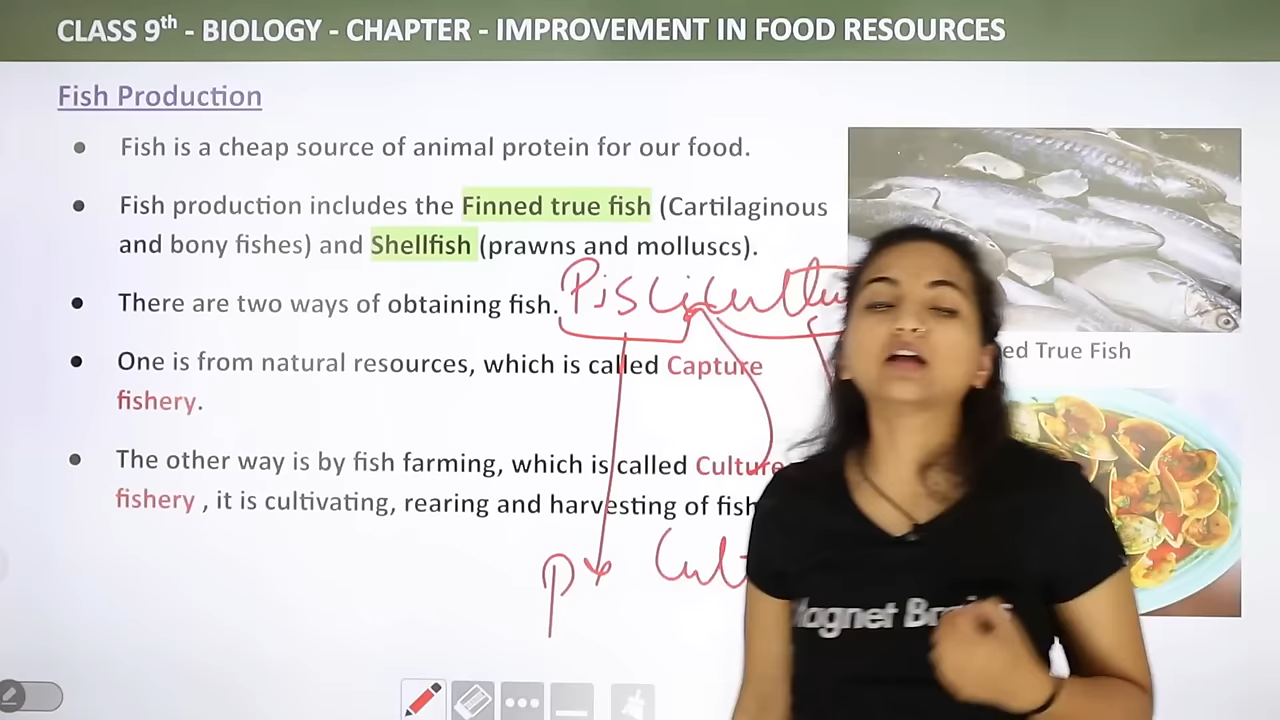 CLASS 9th - BIOLOGY - CHAPTER - IMPROVEMENT IN FOOD RESOURCES
Fish Production
• Fish is a cheap source of animal protein for our food.
• Fish production includes the Finned true fish (Cartilaginous
and bony fishes) and Shellfish (prawns and molluscs).
• There are two ways of obtaining fish.
• One is from natural resources, which is called Capture
fishery.
• The other way is by fish farming, which is called Culture
fishery , it is cultivating, rearing and harvesting of fish
True Fish